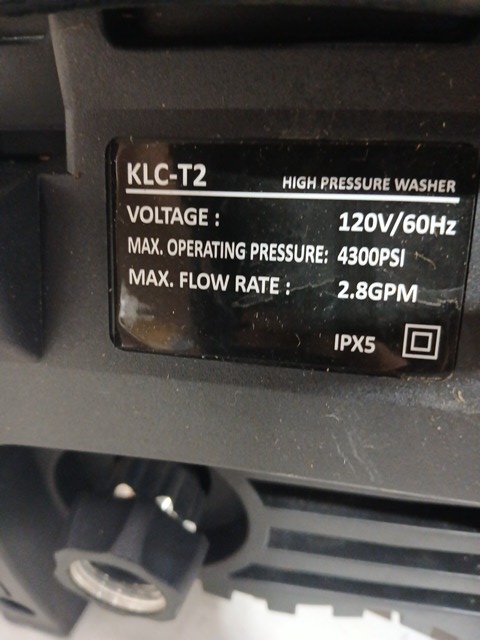 KLC-T2 HIGH PRESSURE WASHER
VOLTAGE : 120V/60Hz
MAX. OPERATING PRESSURE: 4300PSI
MAX. FLOW RATE : 2.8GPM
IPX5